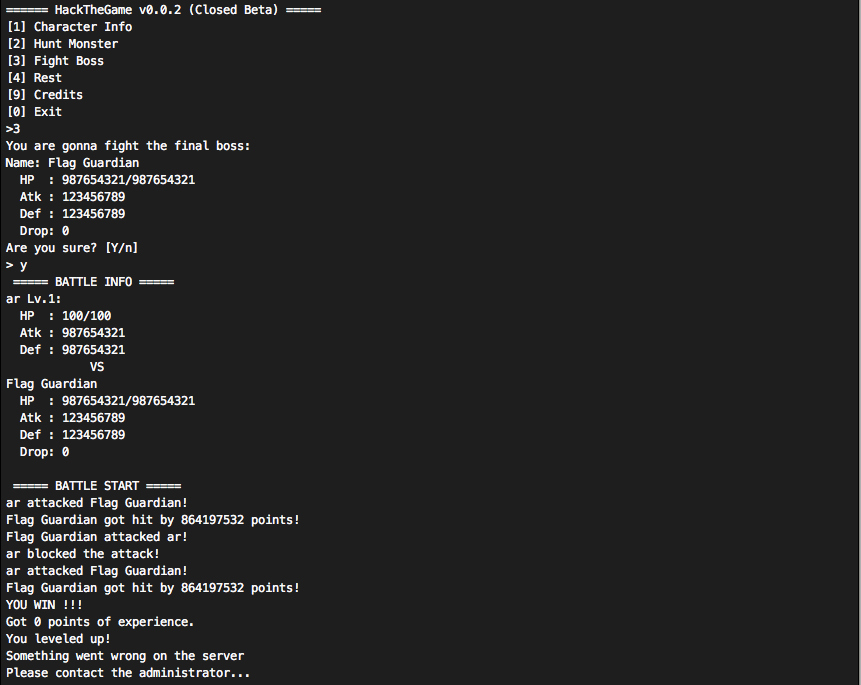 ===== HackTheGame v0.0.2 (Closed Beta) =====
[1] Character Info
[2] Hunt Monster
[3] Fight Boss
[4] Rest
[9] Credits
[0] Exit
>3
You are gonna fight the final boss:
Name: Flag Guardian
  HP  : 987654321/987654321
  Atk : 123456789
  Def : 123456789
  Drop: 0
Are you sure? [Y/n]
> y
 ===== BATTLE INFO =====
ar Lv.1:
  HP  : 100/100
  Atk : 987654321
  Def : 987654321
            VS
Flag Guardian
  HP  : 987654321/987654321
  Atk : 123456789
  Def : 123456789
  Drop: 0

 ===== BATTLE START =====
ar attacked Flag Guardian!
Flag Guardian got hit by 864197532 points!
Flag Guardian attacked ar!
ar blocked the attack!
ar attacked Flag Guardian!
Flag Guardian got hit by 864197532 points!
YOU WIN !!!
Got 0 points of experience.
You leveled up!
Something went wrong on the server
Please contact the administrator...